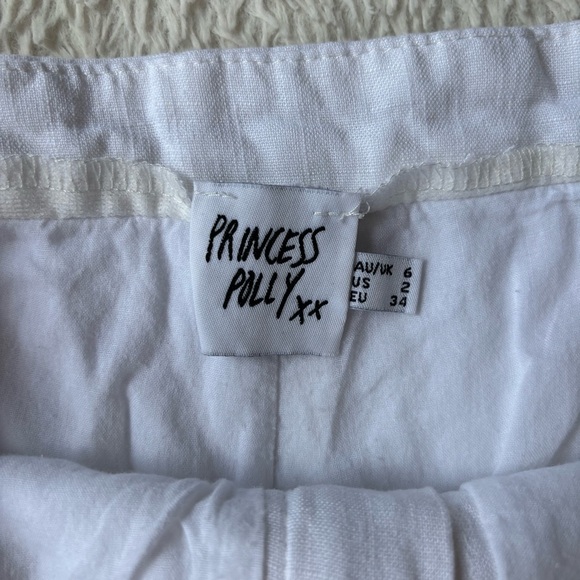 PRINCESS
POLLY xx
AU/UK 6
US 2
EU 34